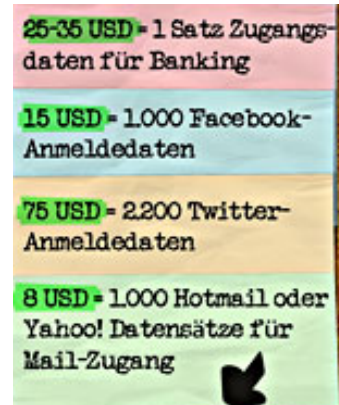 25-35 USD = 1 Satz Zugangs-
daten für Banking
15 USD = 1.000 Facebook-
Anmeldedaten
75 USD = 2.200 Twitter-
Anmeldedaten
8 USD = 1.000 Hotmail oder
Yahoo! Datensätze für
Mail-Zugang